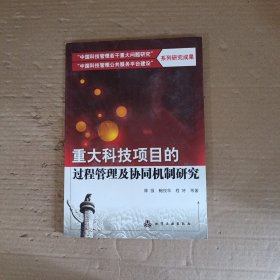 “中国科技管理若干重大问题研究”
“中国科技管理公共服务平台建设”
系列研究成果
重大科技项目的
过程管理及协同机制研究
等著
科学出版社